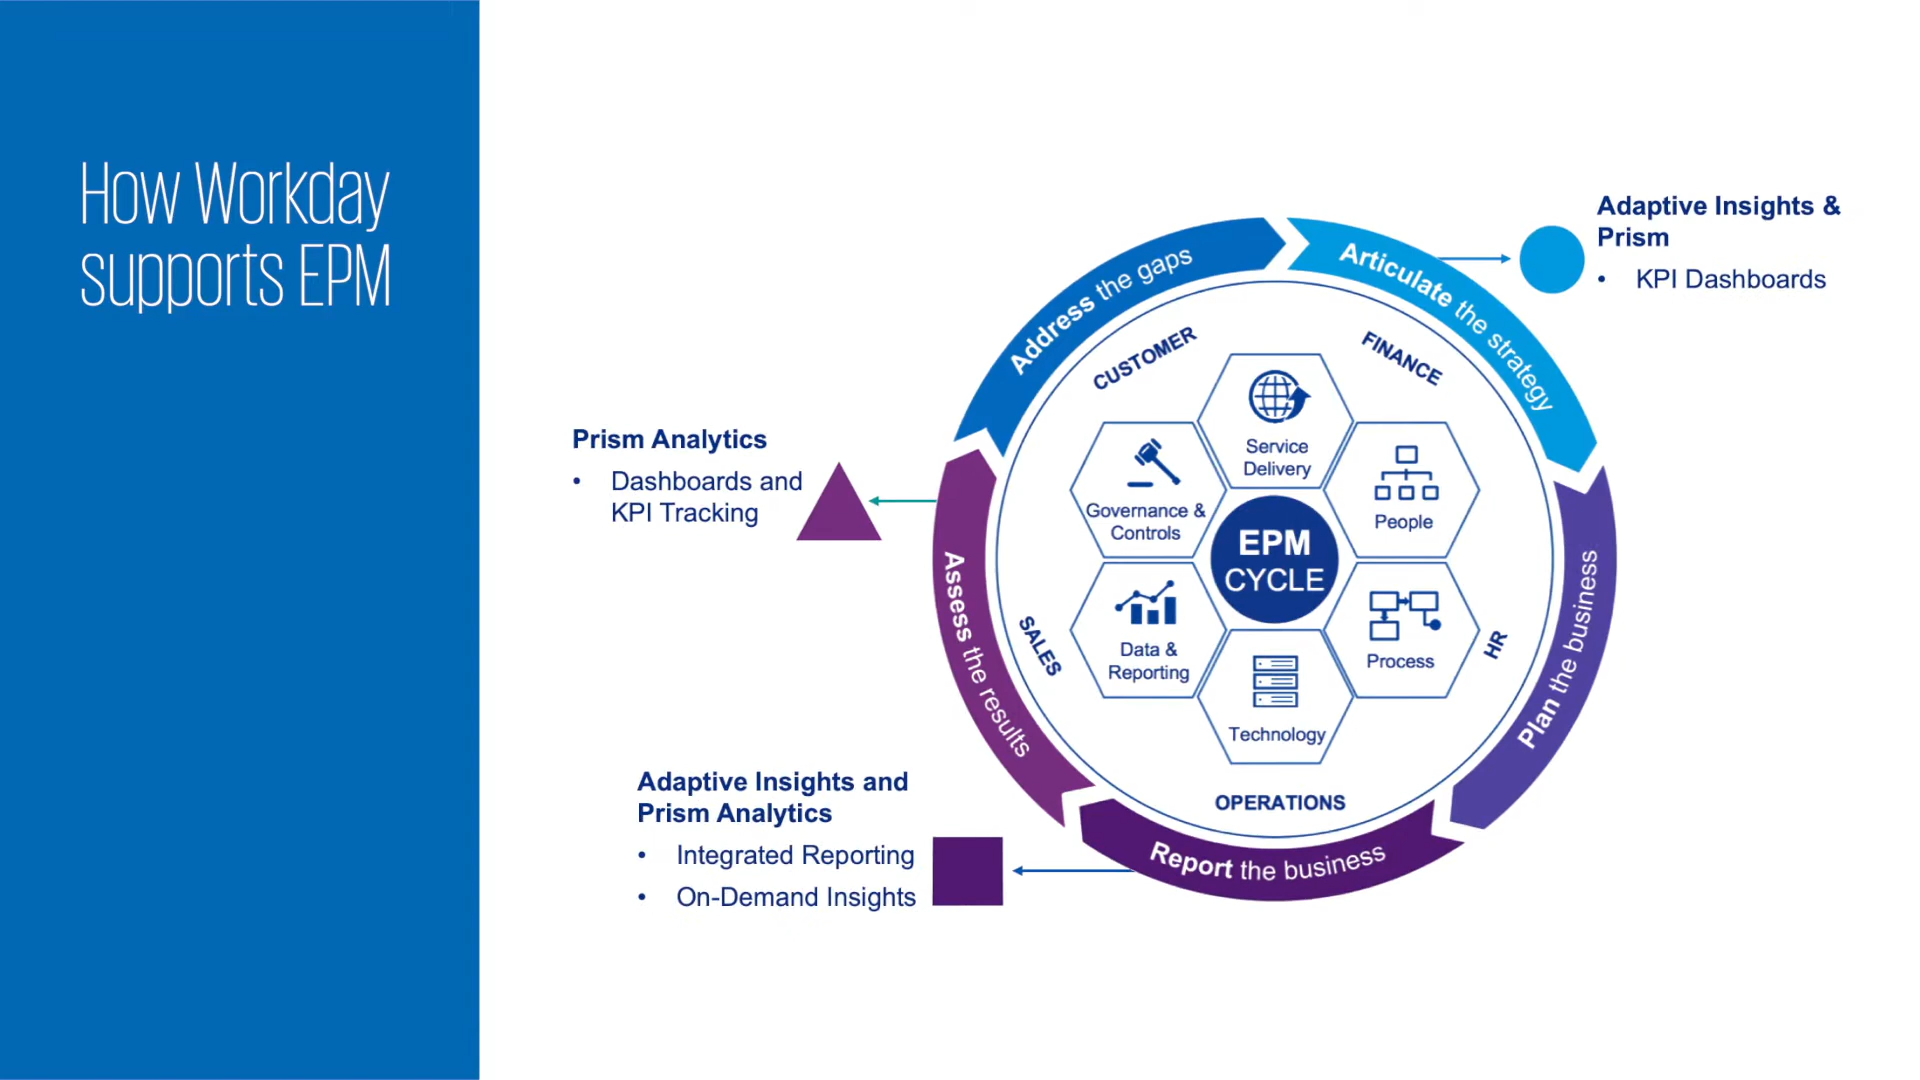 How Workday
supports EPM
Adaptive Insights &
Prism
• KPI Dashboards
Address the gaps
Articulate the strategy
Plan the business
Report the business
Assess the results
CUSTOMER
FINANCE
HR
OPERATIONS
SALES
Service
Delivery
People
Process
Technology
Data &
Reporting
Governance &
Controls
EPM
CYCLE
Prism Analytics
• Dashboards and
KPI Tracking
Adaptive Insights and
Prism Analytics
• Integrated Reporting
• On-Demand Insights